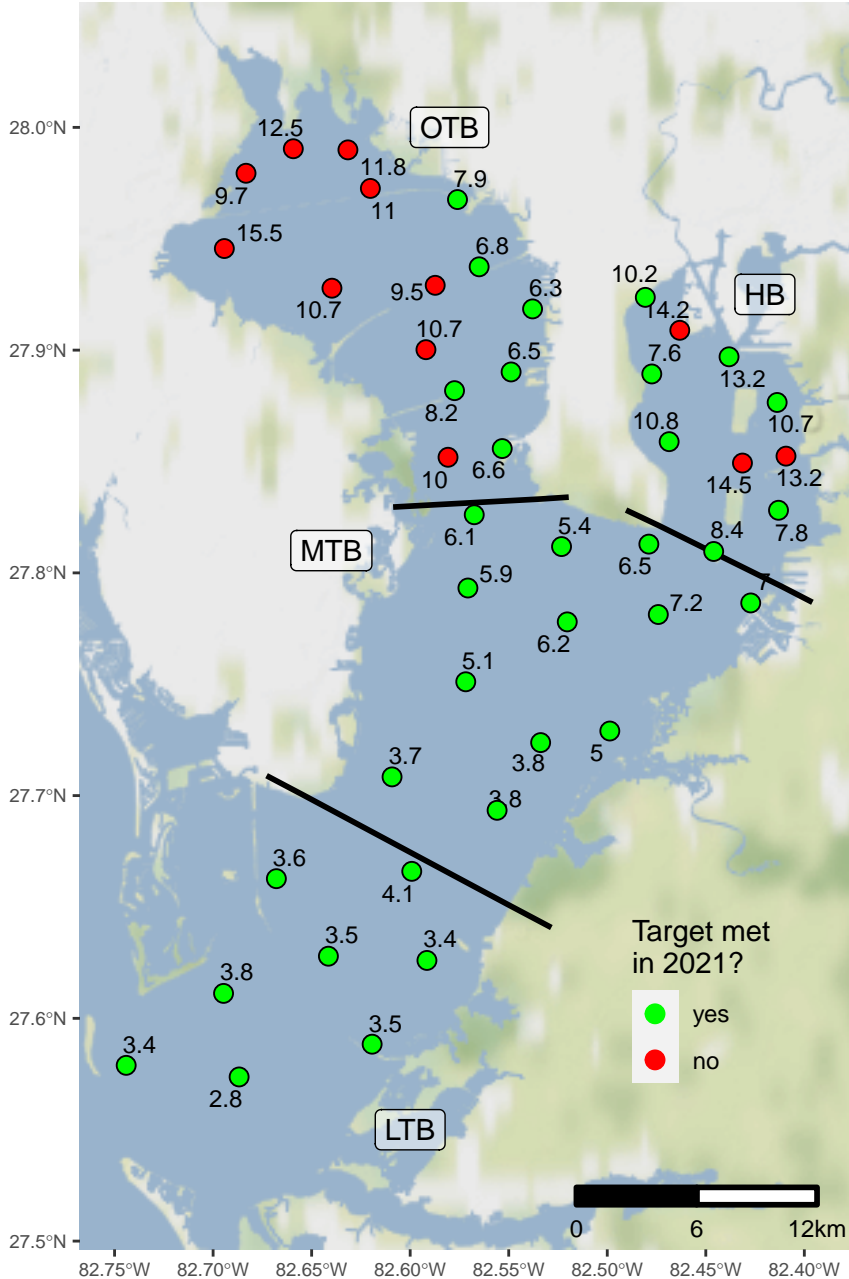 28.0°N
12.5
OTB
11.8
9.7
11
7.9
15.5
6.8
10.2
HB
9.5
6.3
14.2
10.7
10.7
7.6
13.2
27.9°N
6.5
8.2
10.8
10.7
10
6.6
14.5
13.2
6.1
5.4
8.4
7.8
MTB
6.5
27.8°N
5.9
7
7.2
6.2
5.1
3.7
3.8
5
27.7°N
3.8
3.6
4.1
3.5
3.4
Target met
in 2021?
3.8
yes
27.6°N
3.5
3.4
no
2.8
LTB
0 6 12km
27.5°N
82.75°W 82.70°W 82.65°W 82.60°W 82.55°W 82.50°W 82.45°W 82.40°W